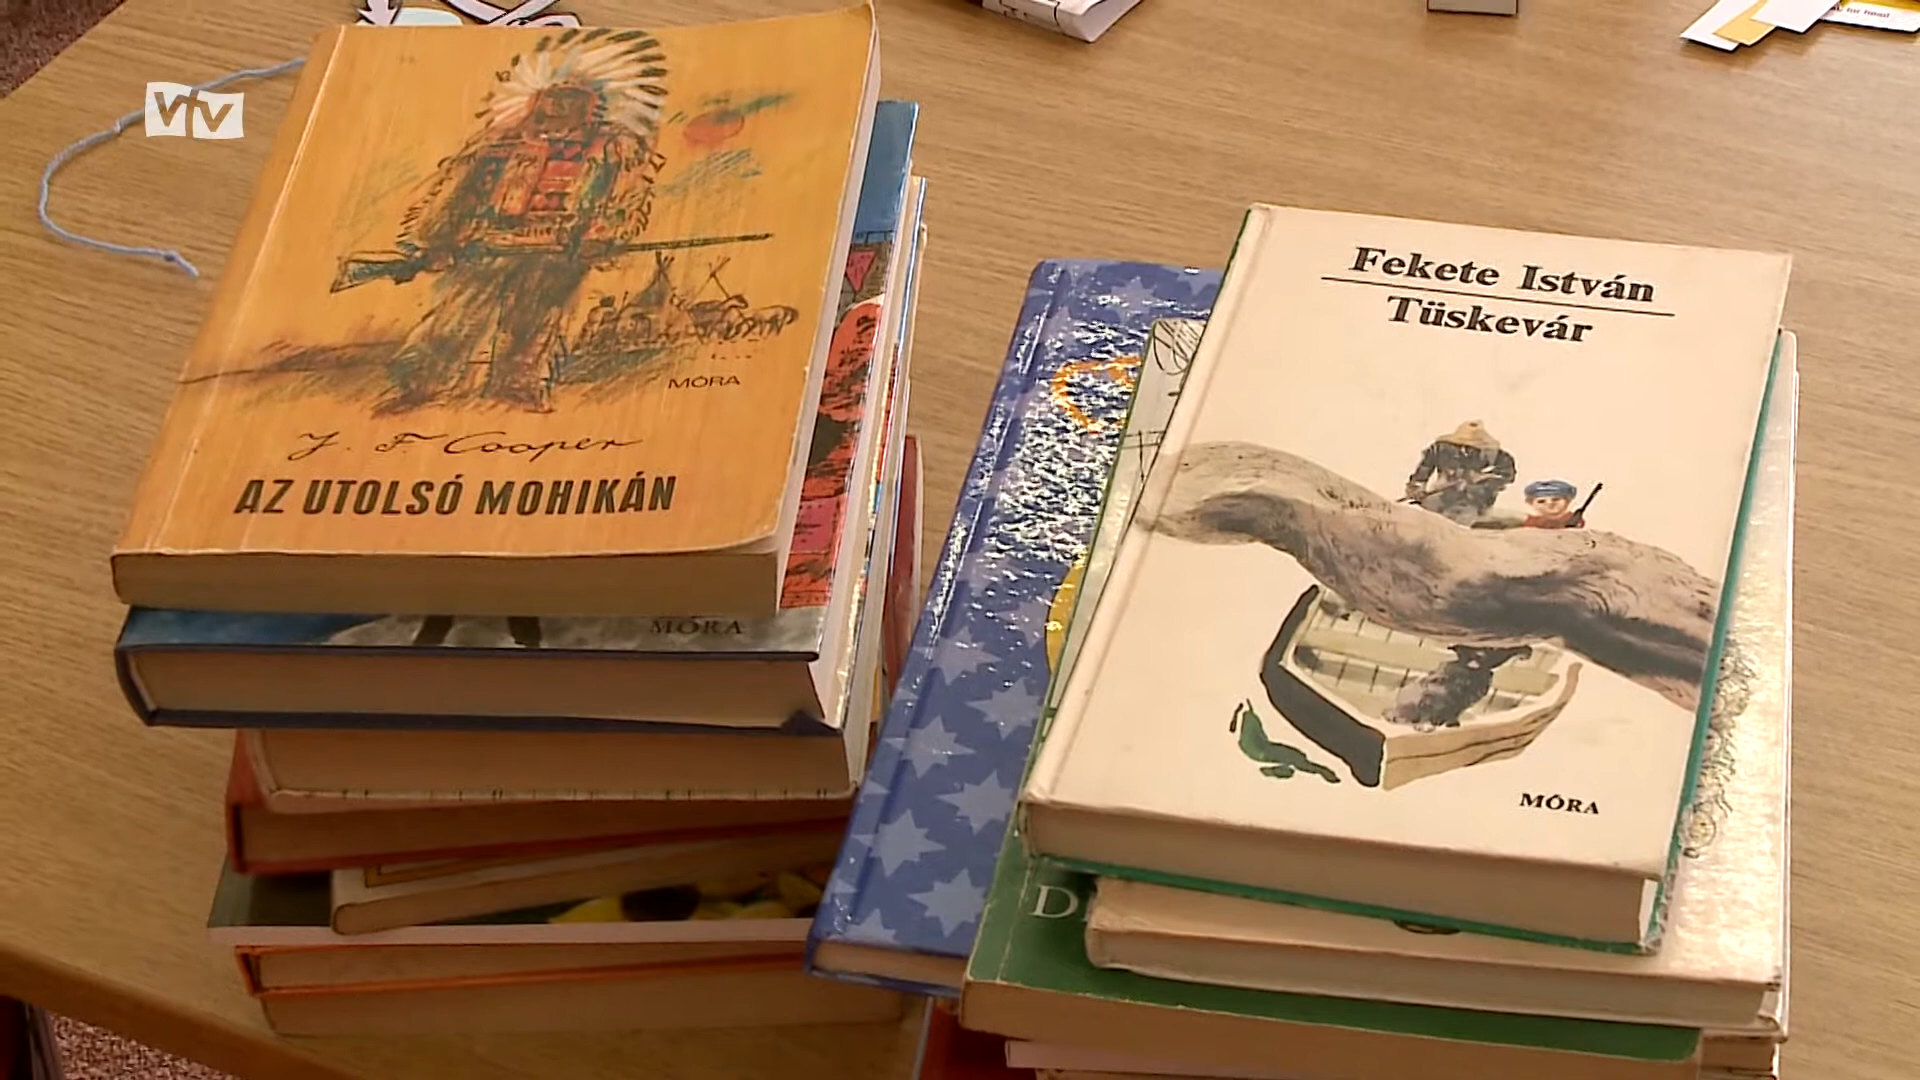 VTV
J. F. Cooper
AZ UTOLSÓ MOHIKÁN
MÓRA
MÓRA
Fekete István
Tüskevár
MÓRA